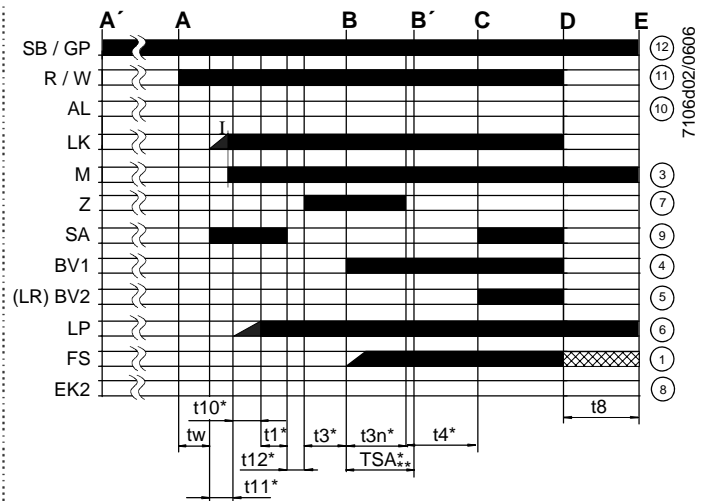 A´ A B B´ C D E
SB / GP 12
R / W 11
AL 10
I
LK
M 3
Z 7
SA 9
BV1 4
(LR) BV2 5
LP 6
FS 1
EK2 8
t10* t8
tw t1* t3* t3n* t4*
t12* TSA***
t11*
7106d02/0606